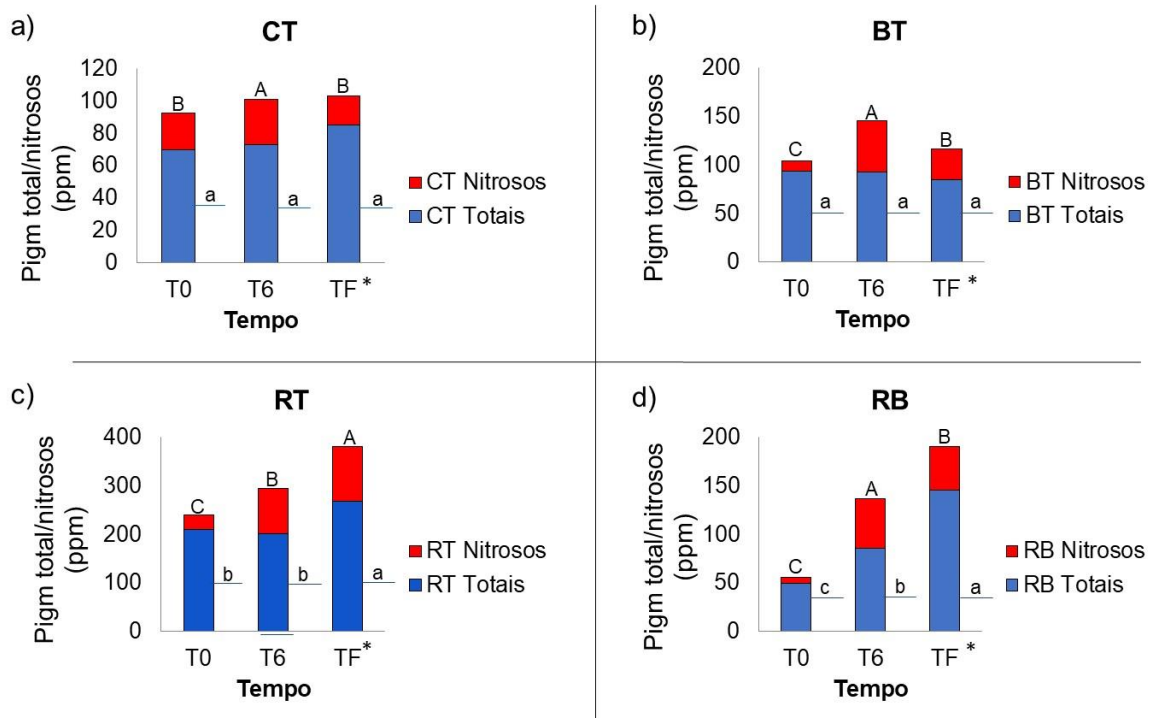 a)
CT
Pigm total/nitrosos
(ppm)
120
100
80
60
40
20
0
B
A
B
a
a
a
T0
T6
TF *
Tempo
CT Nitrosos
CT Totais
b)
BT
Pigm total/nitrosos
(ppm)
200
150
100
50
0
C
A
B
a
a
a
T0
T6
TF *
Tempo
BT Nitrosos
BT Totais
c)
RT
Pigm total/nitrosos
(ppm)
400
300
200
100
0
C
B
A
b
b
a
T0
T6
TF*
Tempo
RT Nitrosos
RT Totais
d)
RB
Pigm total/nitrosos
(ppm)
200
150
100
50
0
C
A
B
c
b
a
T0
T6
TF *
Tempo
RB Nitrosos
RB Totais